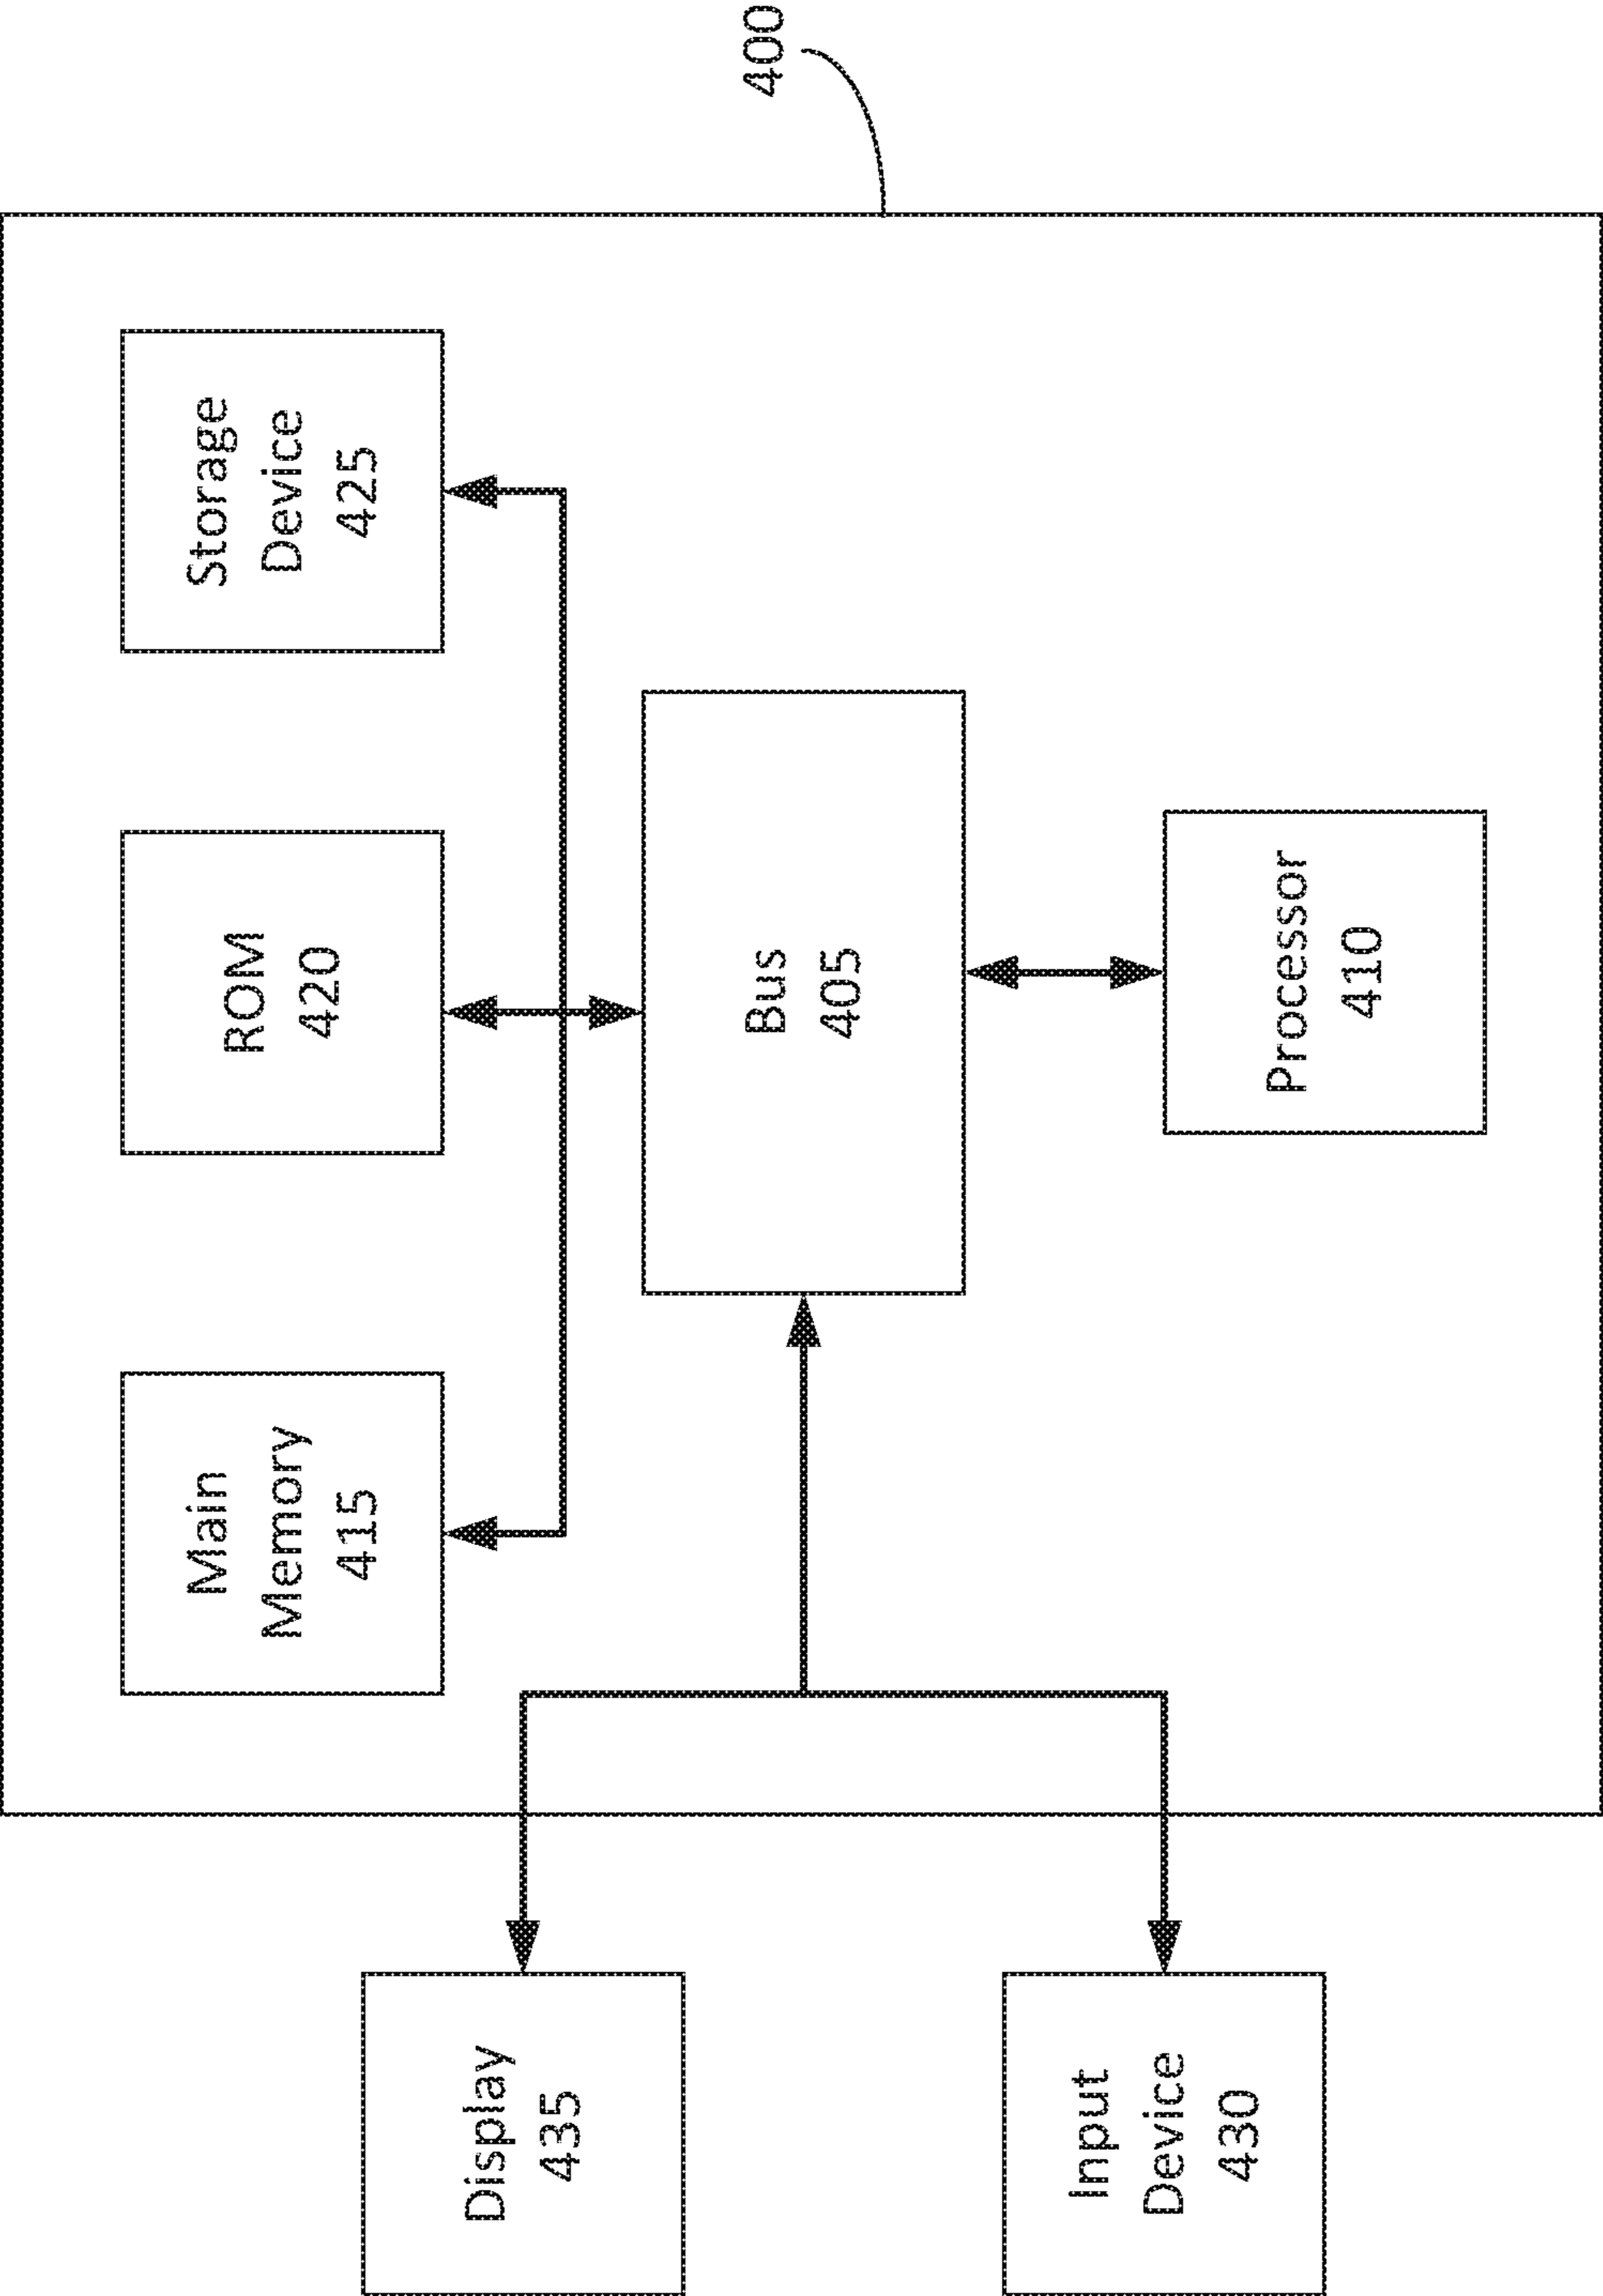 Main
Memory
415
ROM
420
Storage
Device
425
Display
435
Bus
405
400
Input
Device
430
Processor
410